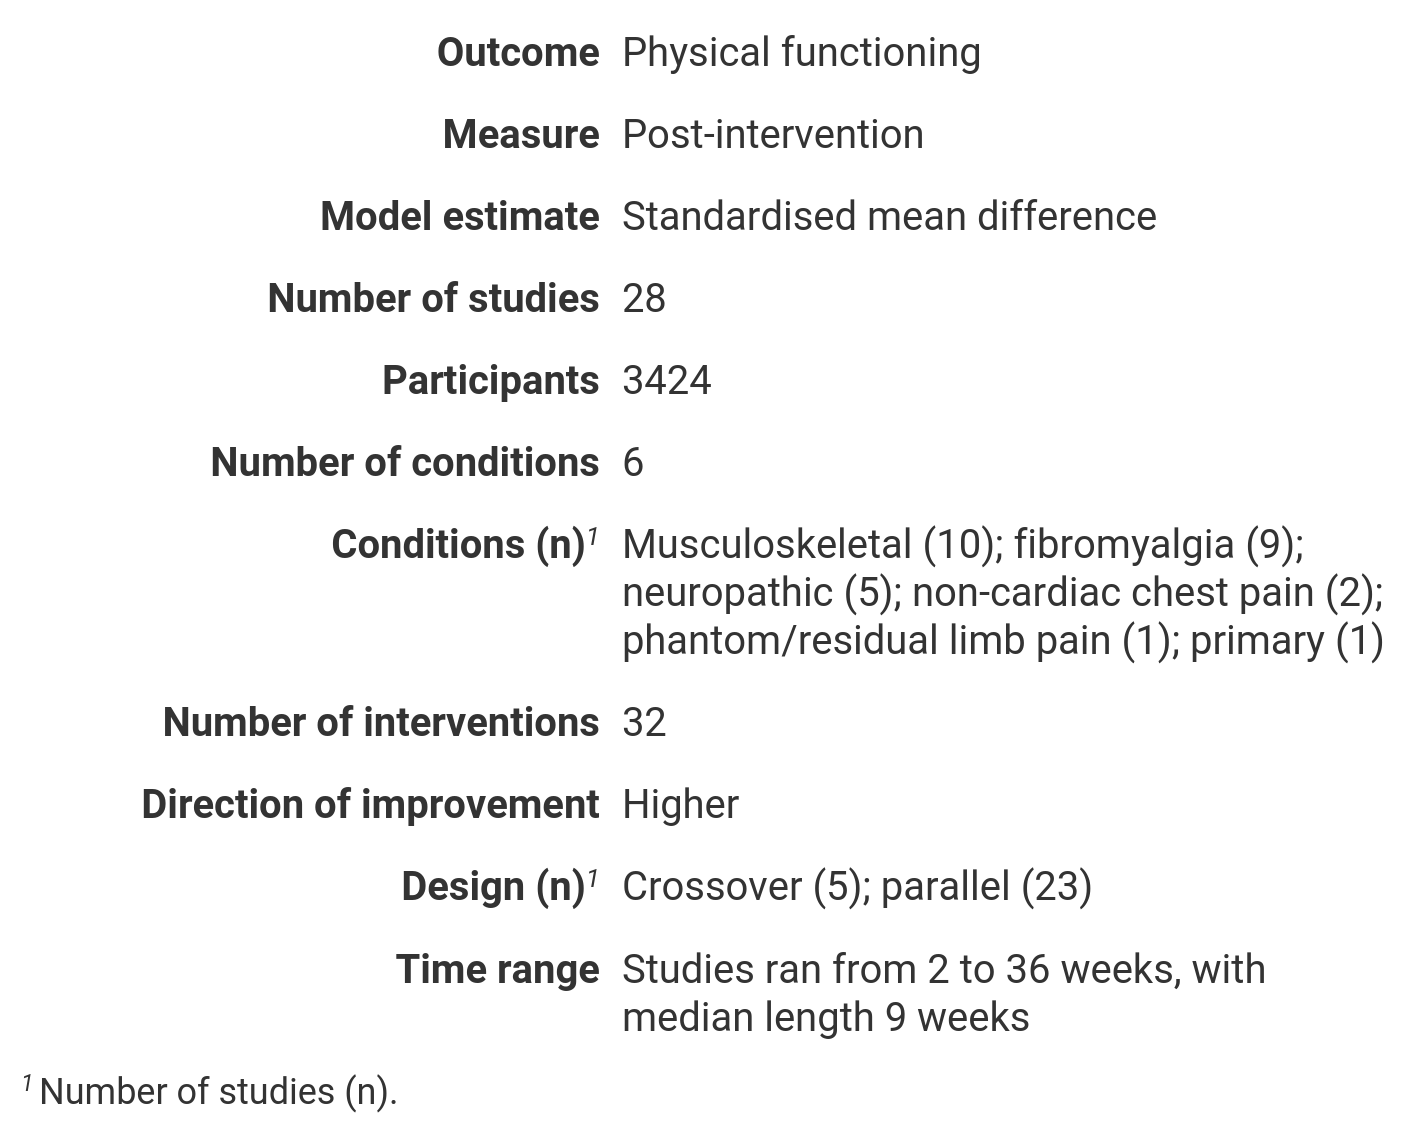 Outcome Physical functioning
Measure Post-intervention
Model estimate Standardised mean difference
Number of studies 28
Participants 3424
Number of conditions 6
Conditions (n)¹ Musculoskeletal (10); fibromyalgia (9);
neuropathic (5); non-cardiac chest pain (2);
phantom/residual limb pain (1); primary (1)
Number of interventions 32
Direction of improvement Higher
Design (n)¹ Crossover (5); parallel (23)
Time range Studies ran from 2 to 36 weeks, with
median length 9 weeks
¹ Number of studies (n).